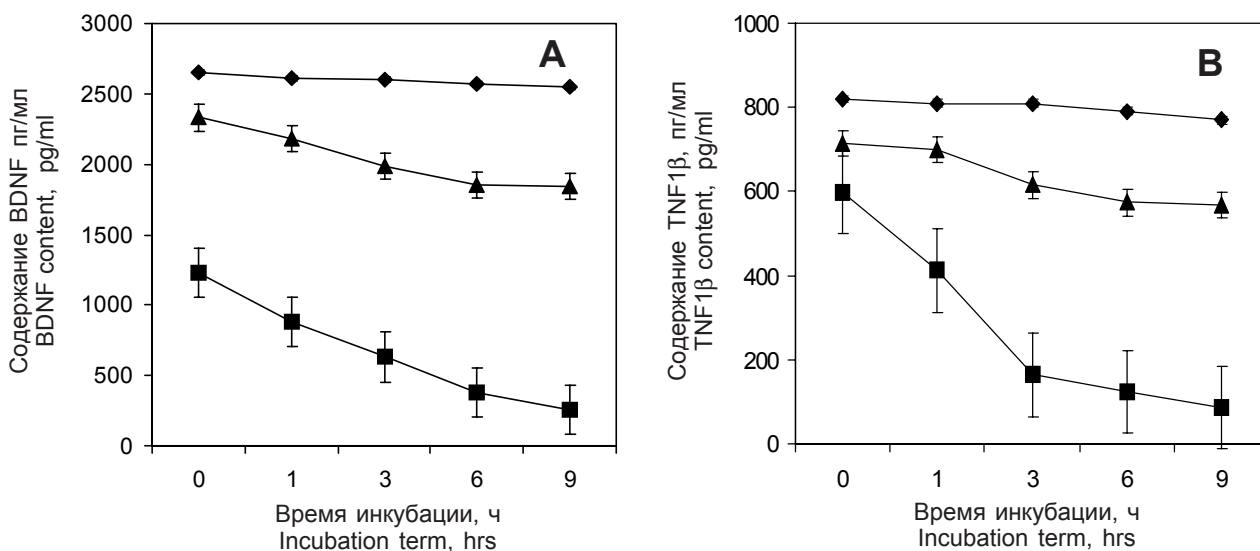 Содержание BDNF пг/мл
BDNF content, pg/ml
3000
2500
2000
1500
1000
500
0
A
0 1 3 6 9
Время инкубации, ч
Incubation term, hrs
Содержание TNF1β, пг/мл
TNF1β content, pg/ml
1000
800
600
400
200
0
B
0 1 3 6 9
Время инкубации, ч
Incubation term, hrs